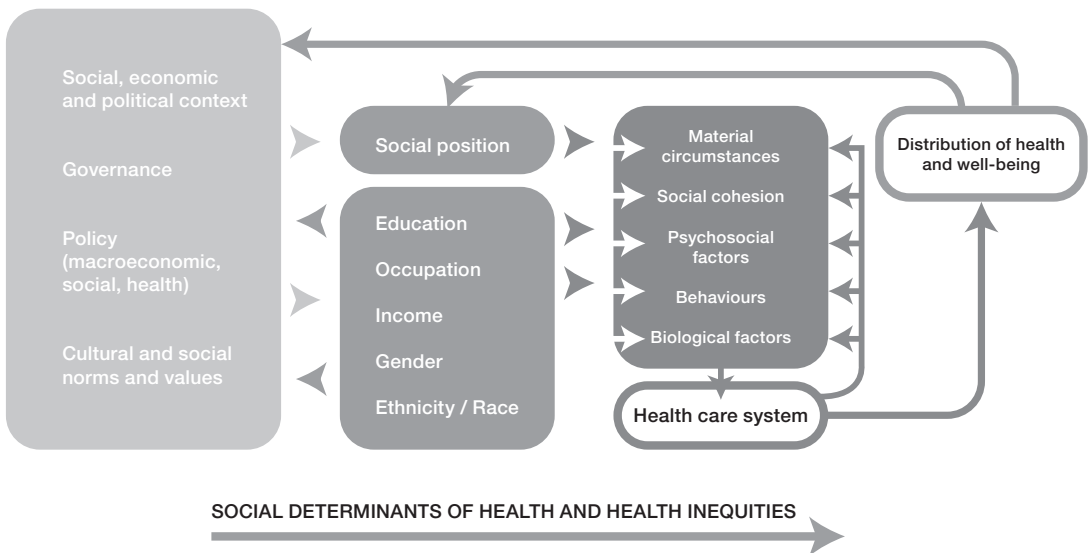 Social, economic
and political context
Governance
Policy
(macroeconomic,
social, health)
Cultural and social
norms and values
Social position
Education
Occupation
Income
Gender
Ethnicity / Race
Material
circumstances
Social cohesion
Psychosocial
factors
Behaviours
Biological factors
Health care system
Distribution of health
and well-being
SOCIAL DETERMINANTS OF HEALTH AND HEALTH INEQUITIES